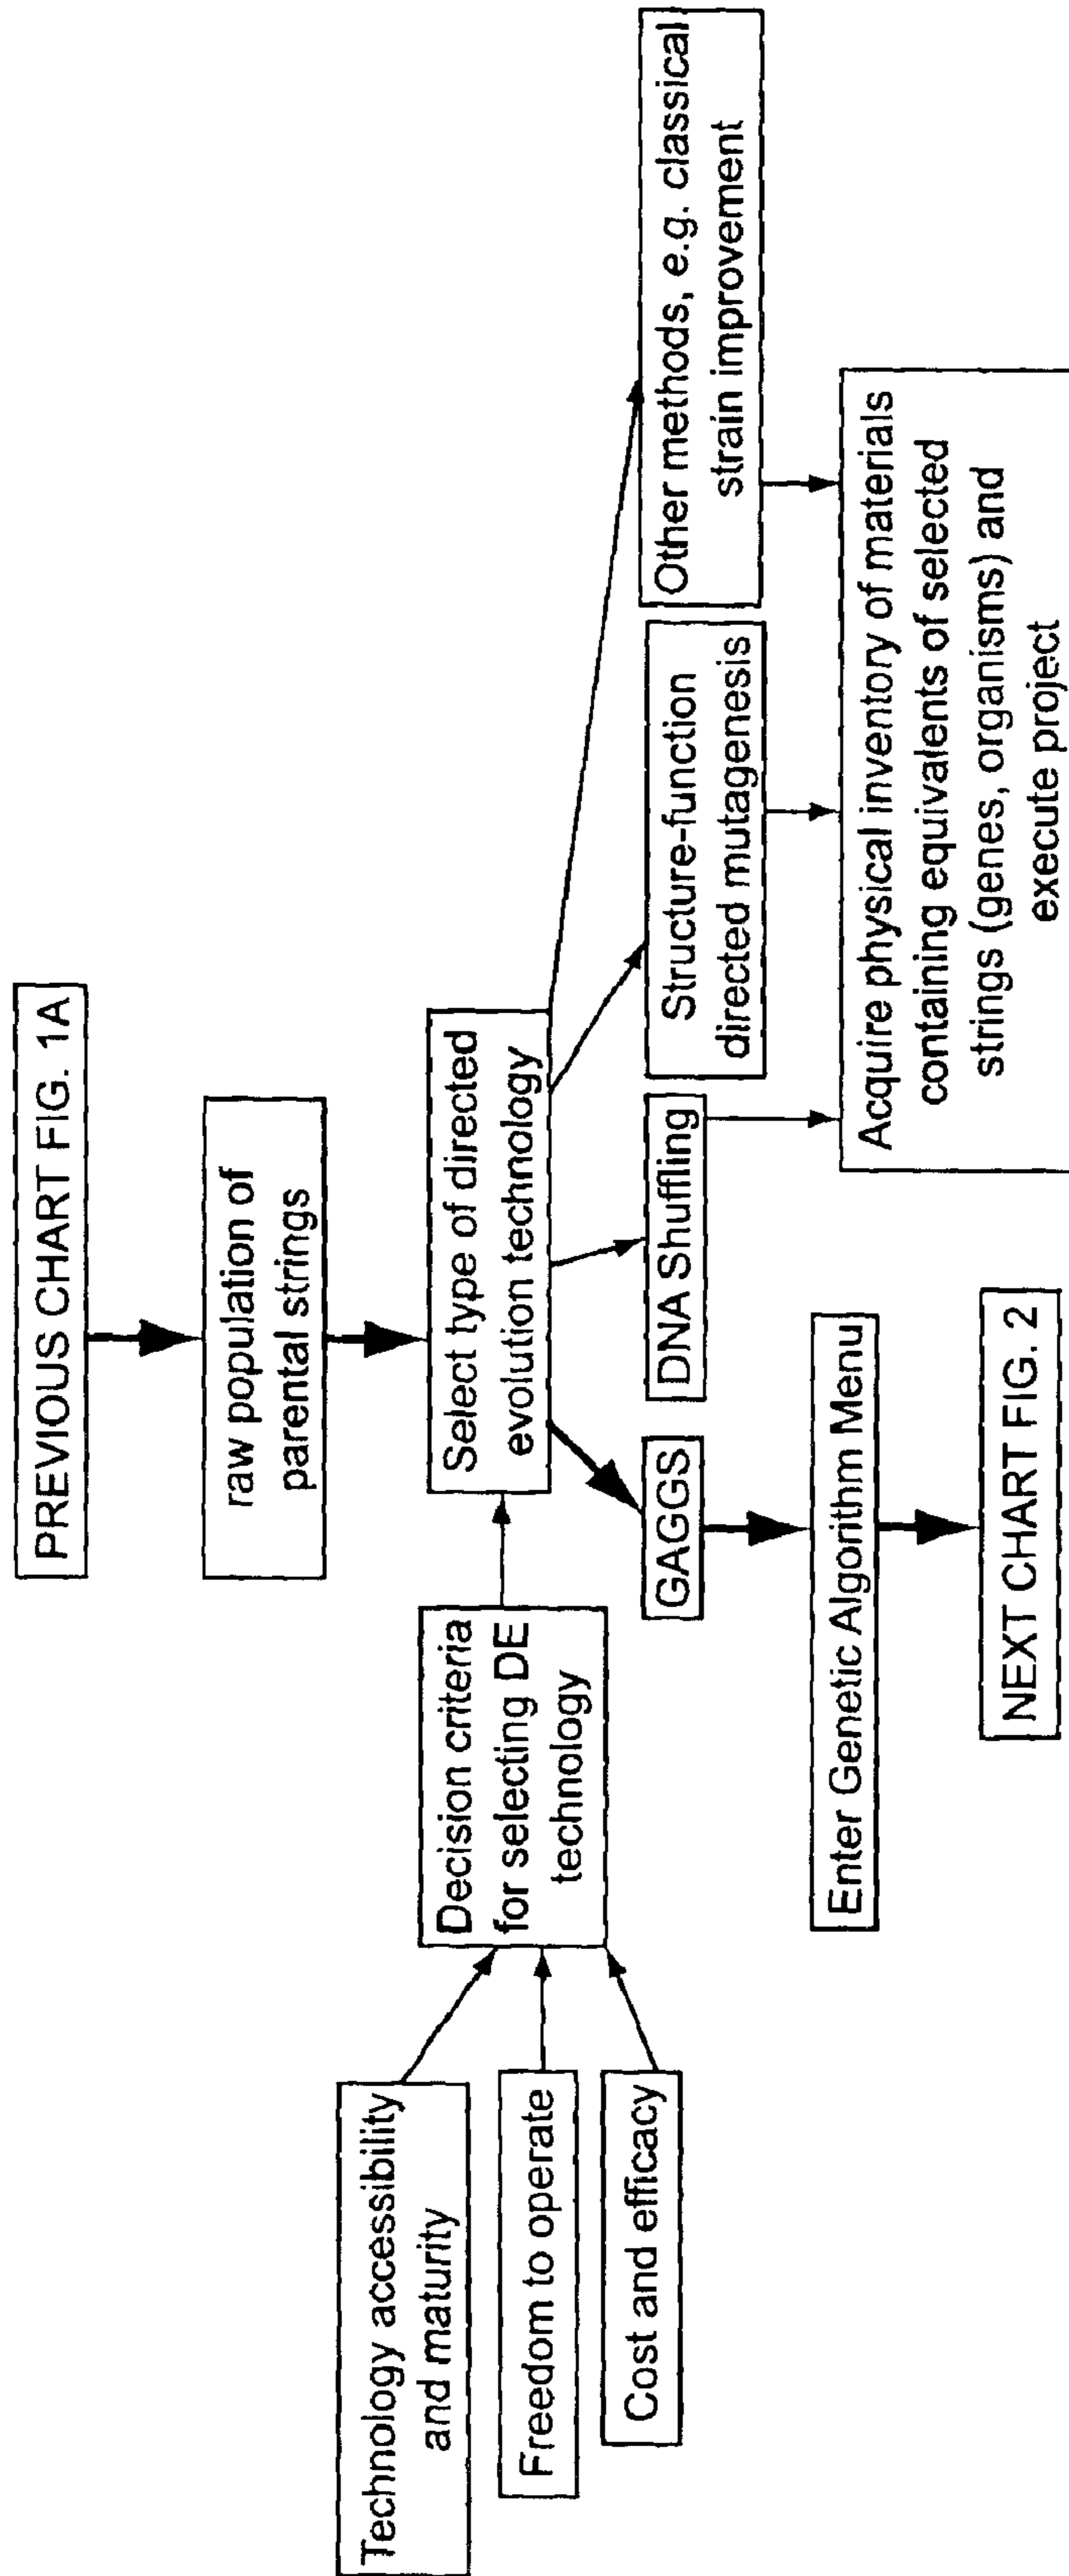 PREVIOUS CHART FIG. 1A
raw population of
parental strings
Technology accessibility
and maturity
Freedom to operate
Cost and efficacy
Decision criteria
for selecting DE
technology
Select type of directed
evolution technology
GAGGS
DNA Shuffling
Structure-function
directed mutagenesis
Other methods, e.g. classical
strain improvement
Enter Genetic Algorithm Menu
Acquire physical inventory of materials
containing equivalents of selected
strings (genes, organisms) and
execute project
NEXT CHART FIG. 2